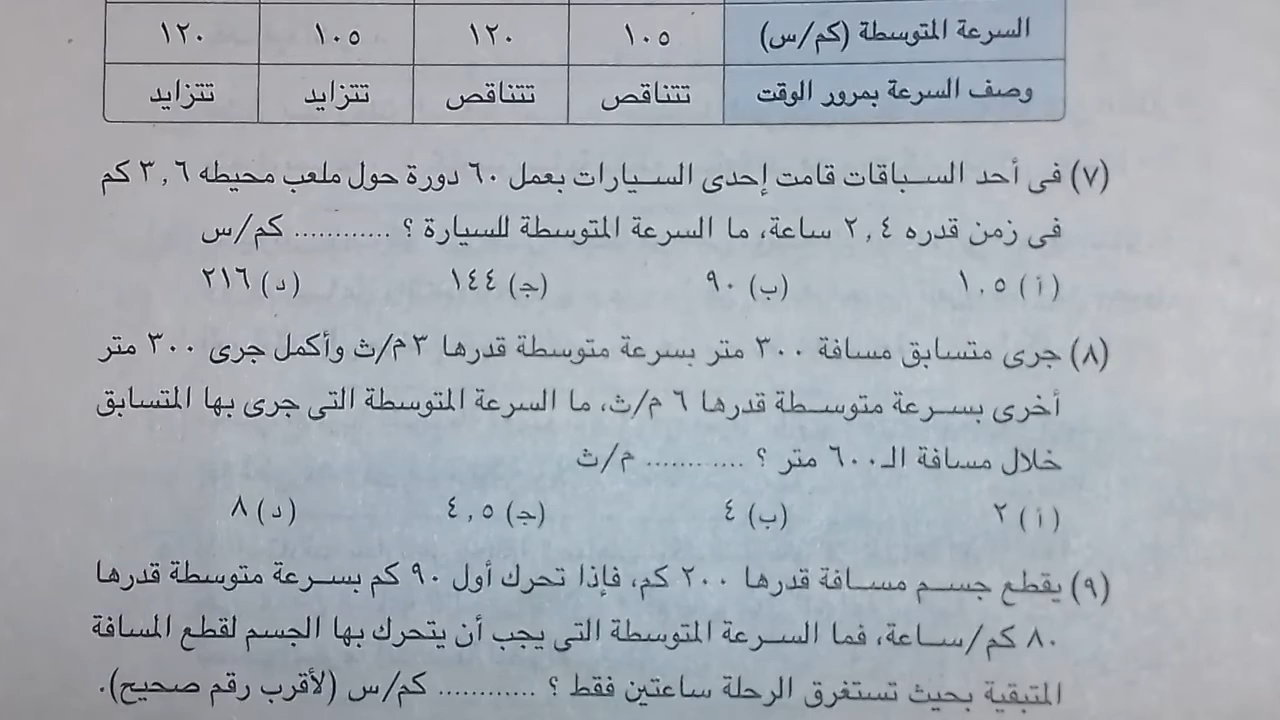 السرعة المتوسطة (كم/س) ١٠٥ ١٢٠ ١٠٥ ١٢٠
وصف السرعة بمرور الوقت تتناقص تتناقص تتزايد تتزايد
(٧) فى أحد السباقات قامت إحدى السيارات بعمل ٦٠ دورة حول ملعب محيطه ٣,٦ كم
فى زمن قدره ٢,٤ ساعة، ما السرعة المتوسطة للسيارة ؟ ............ كم/س
(أ) ١,٥ (ب) ٩٠ (جـ) ١٤٤ (د) ٢١٦
(٨) جرى متسابق مسافة ٣٠٠ متر بسرعة متوسطة قدرها ٣ م/ث وأكمل جرى ٣٠٠ متر
أخرى بسرعة متوسطة قدرها ٦ م/ث، ما السرعة المتوسطة التى جرى بها المتسابق
خلال مسافة الـ ٦٠٠ متر ؟ ............ م/ث
(أ) ٢ (ب) ٤ (جـ) ٤,٥ (د) ٨
(٩) يقطع جسم مسافة قدرها ٢٠٠ كم، فإذا تحرك أول ٩٠ كم بسرعة متوسطة قدرها
٨٠ كم/ساعة، فما السرعة المتوسطة التى يجب أن يتحرك بها الجسم لقطع المسافة
المتبقية بحيث تستغرق الرحلة ساعتين فقط ؟ ............ كم/س (لأقرب رقم صحيح).